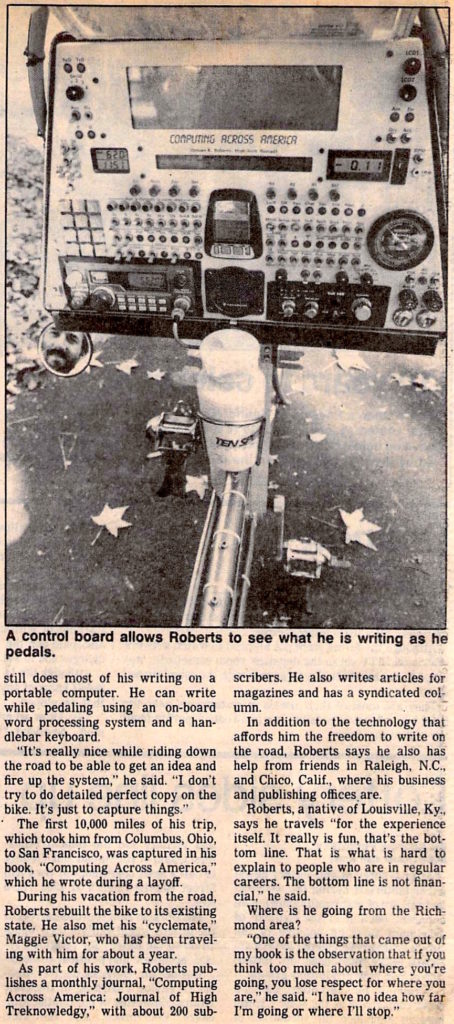 LCD1
LCD2
COMPUTING ACROSS AMERICA
0.11
TEN SP
A control board allows Roberts to see what he is writing as he
pedals.
still does most of his writing on a
portable computer. He can write
while pedaling using an on-board
word processing system and a han-
dlebar keyboard.
"It's really nice while riding down
the road to be able to get an idea and
fire up the system," he said. "I don't
try to do detailed perfect copy on the
bike. It's just to capture things."
The first 10,000 miles of his trip,
which took him from Columbus, Ohio,
to San Francisco, was captured in his
book, "Computing Across America,"
which he wrote during a layoff.
During his vacation from the road,
Roberts rebuilt the bike to its existing
state. He also met his "cyclemate,"
Maggie Victor, who has been travel-
ing with him for about a year.
As part of his work, Roberts pub-
lishes a monthly journal, "Computing
Across America: Journal of High
Treknowledgy," with about 200 sub-
scribers. He also writes articles for
magazines and has a syndicated col-
umn.
In addition to the technology that
affords him the freedom to write on
the road, Roberts says he also has
help from friends in Raleigh, N.C.,
and Chico, Calif., where his business
and publishing offices are.
Roberts, a native of Louisville, Ky.,
says he travels "for the experience
itself. It really is fun, that's the bot-
tom line. That is what is hard to
explain to people who are in regular
careers. The bottom line is not finan-
cial," he said.
Where is he going from the Rich-
mond area?
"One of the things that came out of
my book is the observation that if you
think too much about where you're
going, you lose respect for where you
are," he said. "I have no idea how far
I'm going or where I'll stop."